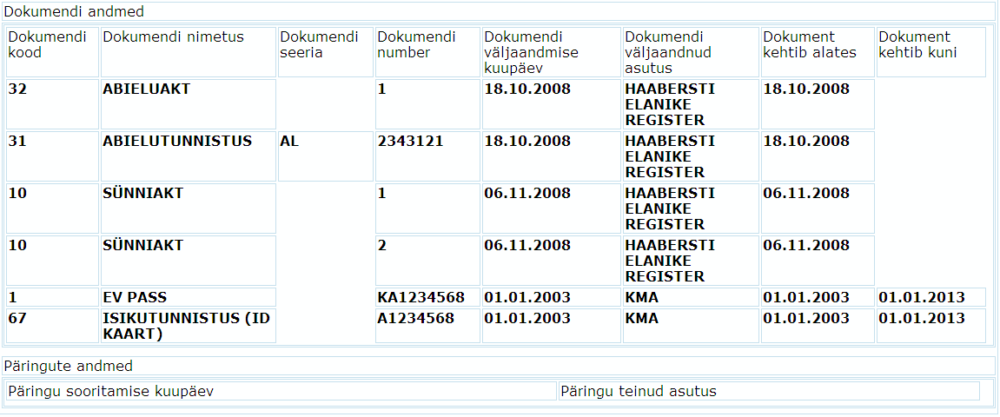 Dokumendi andmed
Dokumendi kood Dokumendi nimetus Dokumendi seeria Dokumendi number Dokumendi väljaandmise kuupäev Dokumendi väljaandnud asutus Dokument kehtib alates Dokument kehtib kuni
32 ABIELUAKT 1 18.10.2008 HAABERSTI ELANIKE REGISTER 18.10.2008
31 ABIELUTUNNISTUS AL 2343121 18.10.2008 HAABERSTI ELANIKE REGISTER 18.10.2008
10 SÜNNIAKT 1 06.11.2008 HAABERSTI ELANIKE REGISTER 06.11.2008
10 SÜNNIAKT 2 06.11.2008 HAABERSTI ELANIKE REGISTER 06.11.2008
1 EV PASS KA1234568 01.01.2003 KMA 01.01.2003 01.01.2013
67 ISIKUTUNNISTUS (ID KAART) A1234568 01.01.2003 KMA 01.01.2003 01.01.2013
Päringute andmed
Päringu sooritamise kuupäev Päringu teinud asutus